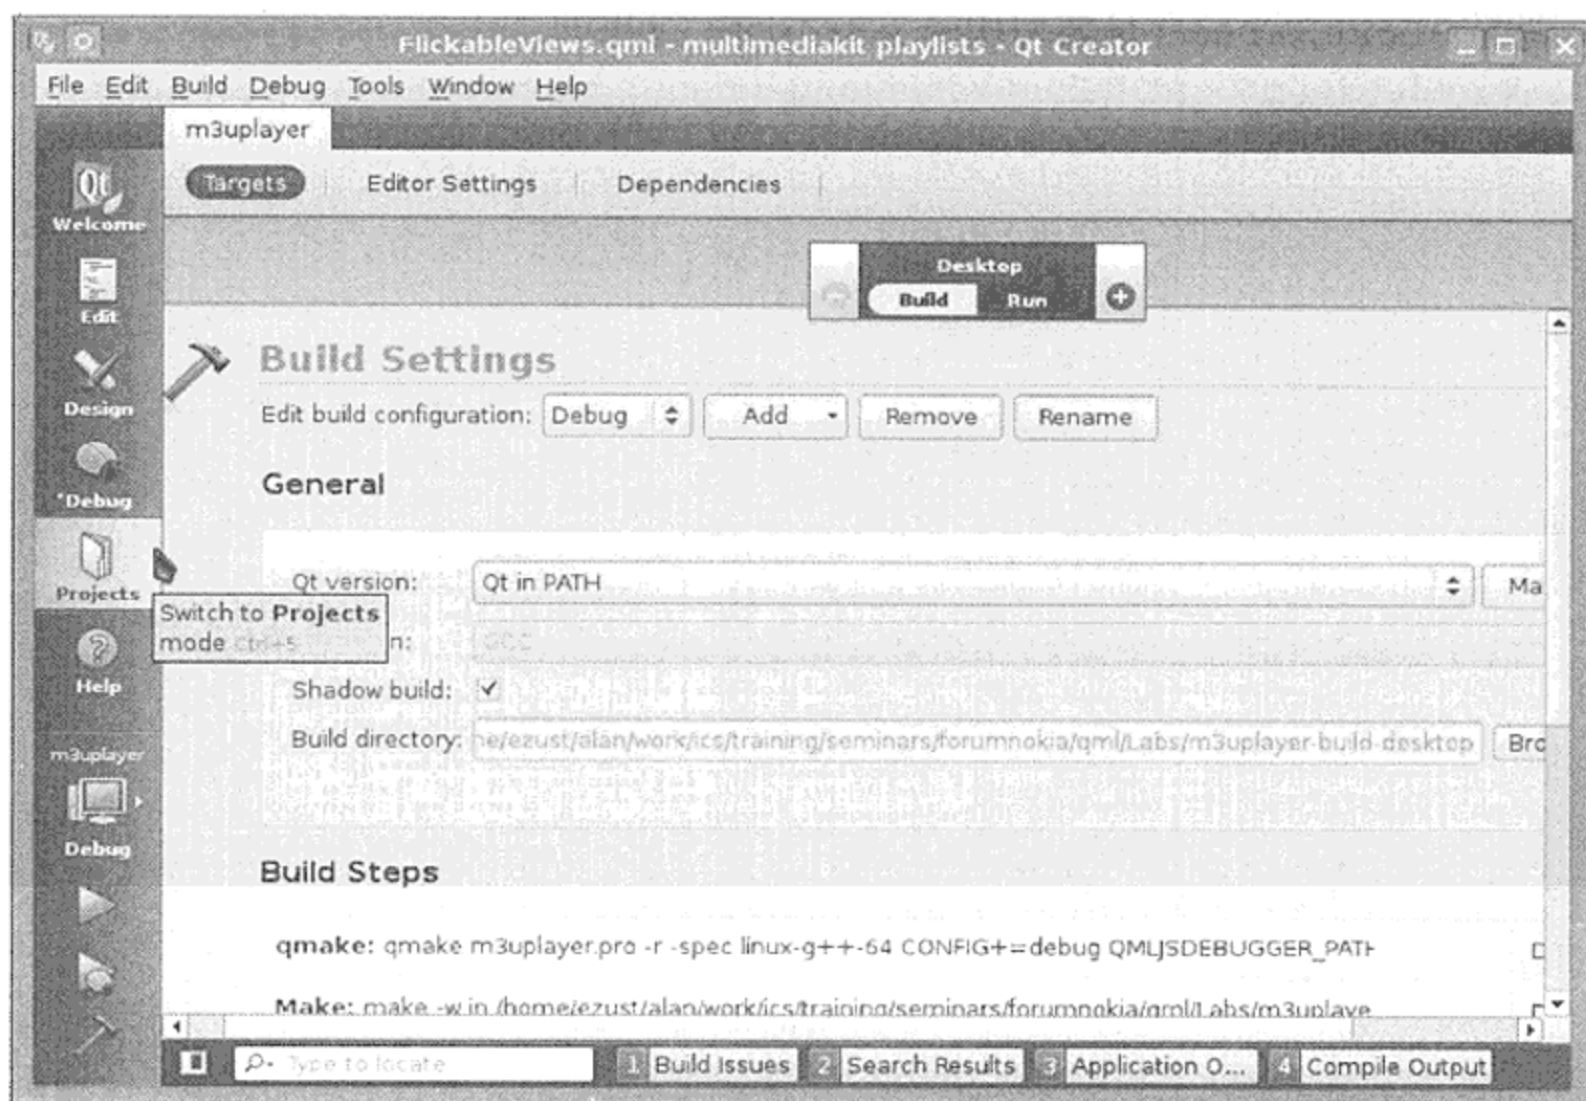 FlickableViews.qml - multimediakit playlists - Qt Creator
File Edit Build Debug Tools Window Help
m3uplayer
Targets Editor Settings Dependencies
Qt
Welcome
Desktop
Build Run
Edit
Build Settings
Design
Edit build configuration: Debug Add Remove Rename
General
Debug
Projects
Qt version: Qt in PATH Ma
Switch to Projects
mode Ctrl+5 n: GCC
Help
Shadow build:
Build directory: ne/ezust/alan/work/ics/training/seminars/forumnokia/qml/Labs/m3uplayer-build-desktop Bro
m3uplayer
Debug
Build Steps
qmake: qmake m3uplayer.pro -r -spec linux-g++-64 CONFIG+=debug QMLJSDEBUGGER_PATH
Make: make -w in /home/ezust/alan/work/ics/training/seminars/forumnokia/qml/Labs/m3uplaye
Type to locate 1 Build Issues 2 Search Results 3 Application O... 4 Compile Output